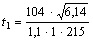 t₁ = (104 · √6,14) / (1,1 · 1 · 215)